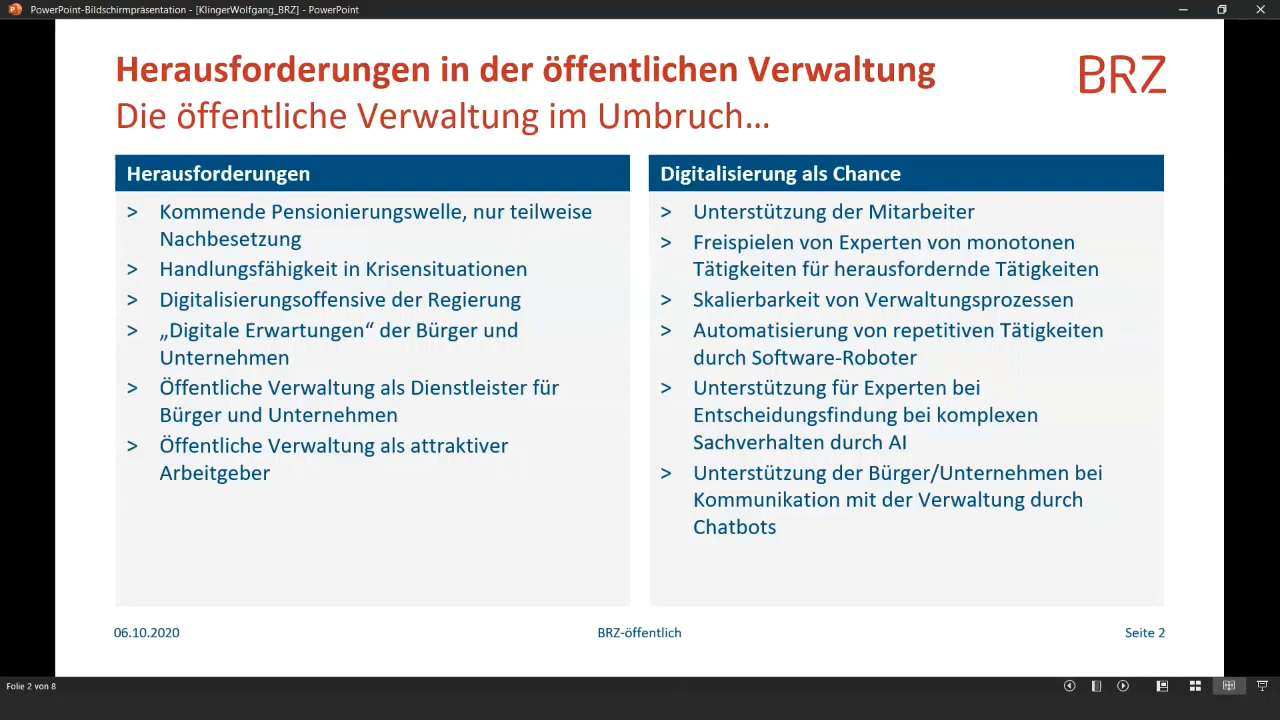 PowerPoint-Bildschirmpräsentation - [KlingerWolfgang_BRZ] - PowerPoint
Herausforderungen in der öffentlichen Verwaltung
BRZ
Die öffentliche Verwaltung im Umbruch...
Herausforderungen
> Kommende Pensionierungswelle, nur teilweise
Nachbesetzung
> Handlungsfähigkeit in Krisensituationen
> Digitalisierungsoffensive der Regierung
> „Digitale Erwartungen“ der Bürger und
Unternehmen
> Öffentliche Verwaltung als Dienstleister für
Bürger und Unternehmen
> Öffentliche Verwaltung als attraktiver
Arbeitgeber
Digitalisierung als Chance
> Unterstützung der Mitarbeiter
> Freispielen von Experten von monotonen
Tätigkeiten für herausfordernde Tätigkeiten
> Skalierbarkeit von Verwaltungsprozessen
> Automatisierung von repetitiven Tätigkeiten
durch Software-Roboter
> Unterstützung für Experten bei
Entscheidungsfindung bei komplexen
Sachverhalten durch AI
> Unterstützung der Bürger/Unternehmen bei
Kommunikation mit der Verwaltung durch
Chatbots
06.10.2020
BRZ-öffentlich
Seite 2
Folie 2 von 8